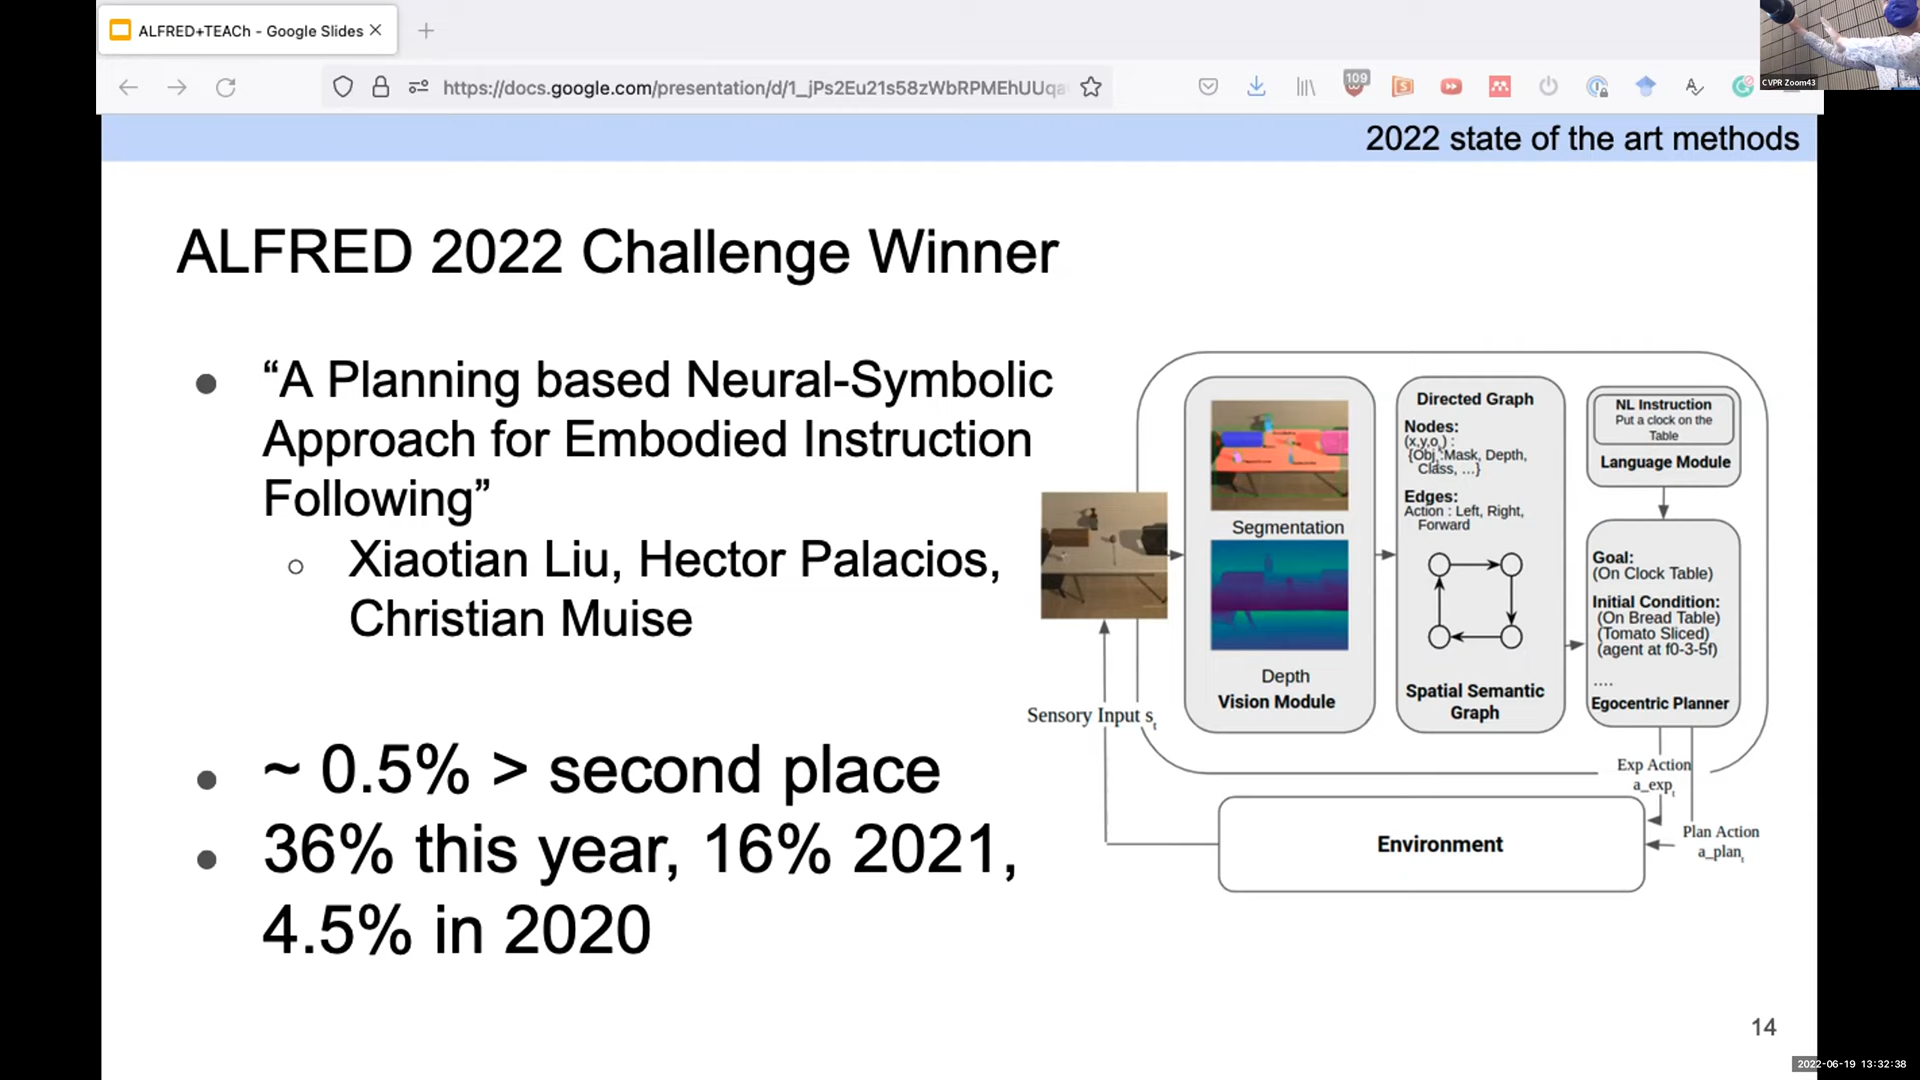 ALFRED+TEACh - Google Slides
https://docs.google.com/presentation/d/1_jPs2Eu21s58zWbRPMEhUUqa
109
CVPR Zoom43
2022 state of the art methods
ALFRED 2022 Challenge Winner
“A Planning based Neural-Symbolic
Approach for Embodied Instruction
Following”
Xiaotian Liu, Hector Palacios,
Christian Muise
~ 0.5% > second place
36% this year, 16% 2021,
4.5% in 2020
Sensory Input s_t
Segmentation
Depth
Vision Module
Directed Graph
Nodes:
(x,y,o,) :
{Obj :Mask, Depth,
Class, ...}
Edges:
Action : Left, Right,
Forward
Spatial Semantic
Graph
NL Instruction
Put a clock on the
Table
Language Module
Goal:
(On Clock Table)
Initial Condition:
(On Bread Table)
(Tomato Sliced)
(agent at f0-3-5f)
....
Egocentric Planner
Exp Action
a_exp_t
Plan Action
a_plan_t
Environment
14
2022-06-19 13:32:38